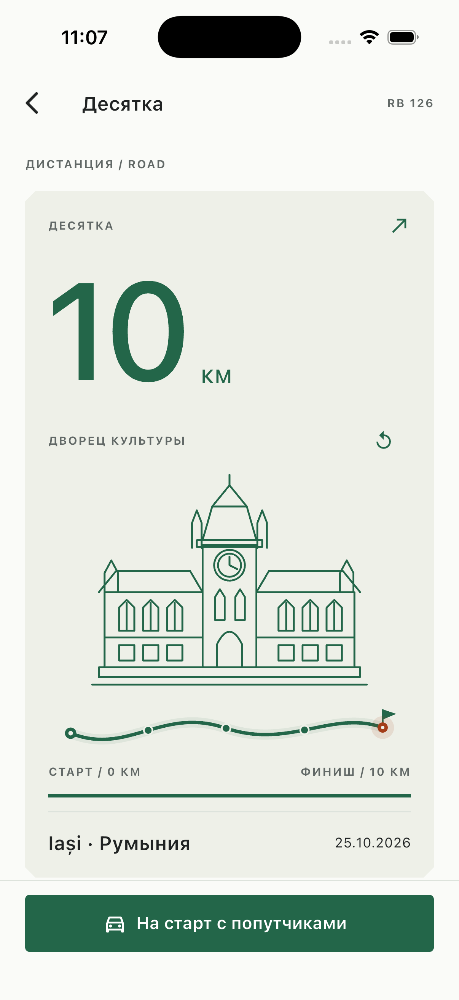 11:07
Десятка
RB 126
ДИСТАНЦИЯ / ROAD
ДЕСЯТКА
10 КМ
ДВОРЕЦ КУЛЬТУРЫ
СТАРТ / 0 КМ
ФИНИШ / 10 КМ
Iași · Румыния
25.10.2026
На старт с попутчиками